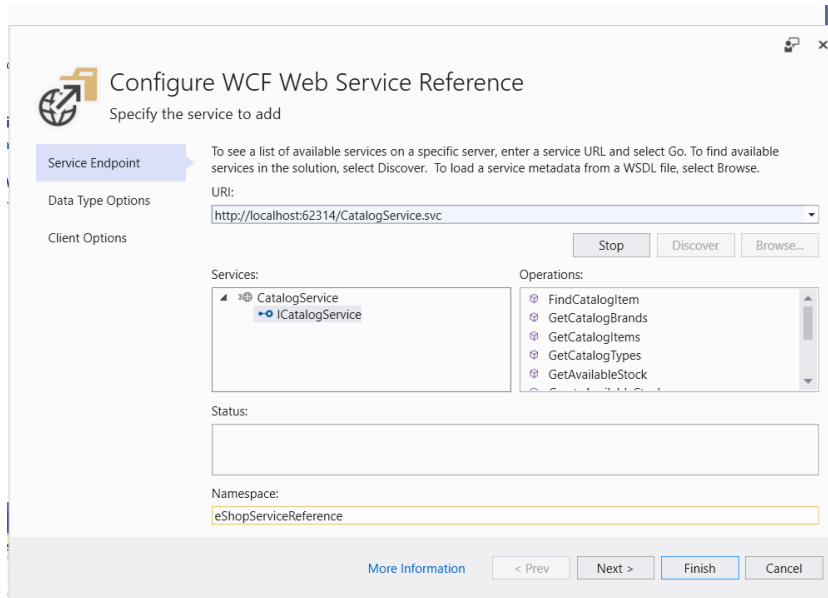 Configure WCF Web Service Reference
Specify the service to add
Service Endpoint
Data Type Options
Client Options
To see a list of available services on a specific server, enter a service URL and select Go. To find available
services in the solution, select Discover. To load a service metadata from a WSDL file, select Browse.
URI:
http://localhost:62314/CatalogService.svc
Stop
Discover
Browse...
Services:
CatalogService
ICatalogService
Operations:
FindCatalogItem
GetCatalogBrands
GetCatalogItems
GetCatalogTypes
GetAvailableStock
Status:
Namespace:
eShopServiceReference
More Information
< Prev
Next >
Finish
Cancel